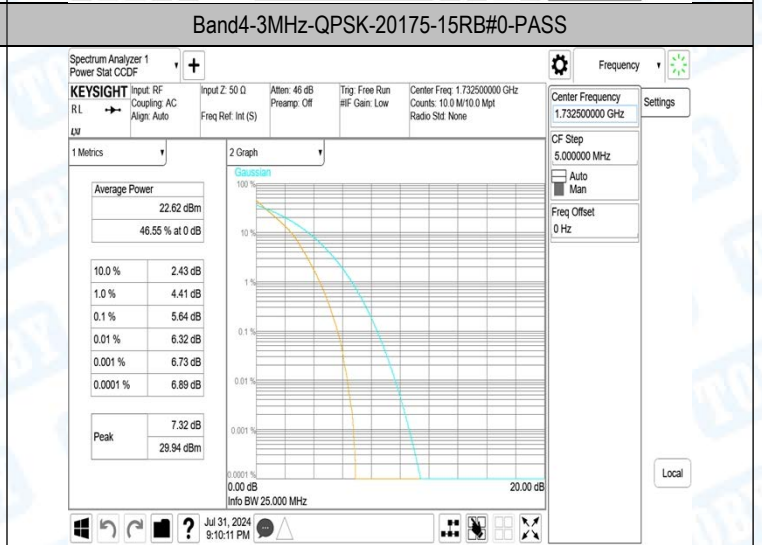 Band4-3MHz-QPSK-20175-15RB#0-PASS
Spectrum Analyzer 1
Power Stat CCDF
Frequency
KEYSIGHT
RL
Input: RF
Coupling: AC
Align: Auto
Input Z: 50 Ω
Freq Ref: Int (S)
Atten: 46 dB
Preamp: Off
Trig: Free Run
#IF Gain: Low
Center Freq: 1.732500000 GHz
Counts: 10.0 M/10.0 Mpt
Radio Std: None
Center Frequency
1.732500000 GHz
Settings
CF Step
5.000000 MHz
Auto
Man
Freq Offset
0 Hz
1 Metrics
Average Power
22.62 dBm
46.55 % at 0 dB
10.0 % 2.43 dB
1.0 % 4.41 dB
0.1 % 5.64 dB
0.01 % 6.32 dB
0.001 % 6.73 dB
0.0001 % 6.89 dB
Peak
7.32 dB
29.94 dBm
2 Graph
Gaussian
100 %
10 %
1 %
0.1 %
0.01 %
0.001 %
0.0001 %
0.00 dB
20.00 dB
Info BW 25.000 MHz
Local
Jul 31, 2024
9:10:11 PM